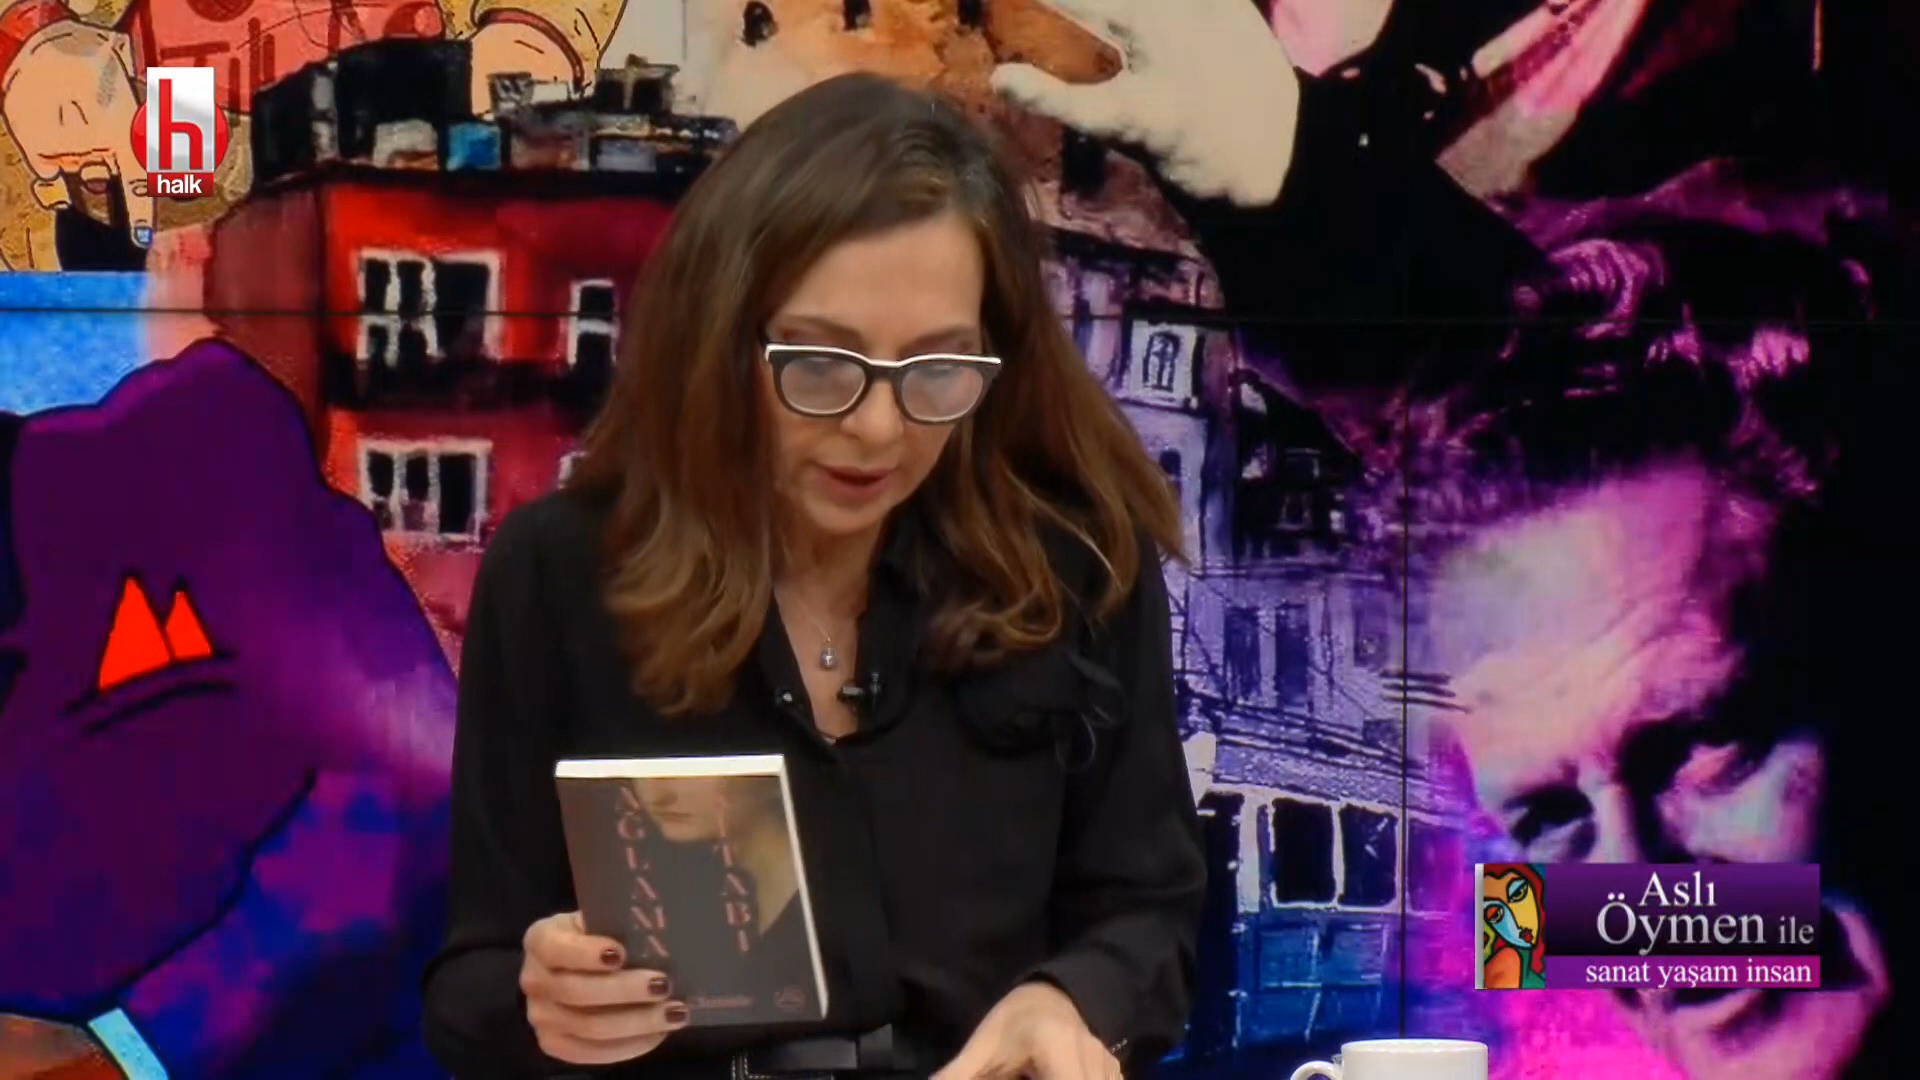 h
halk
AĞLAMA
KİTABI
Aslı
Öymen ile
sanat yaşam insan